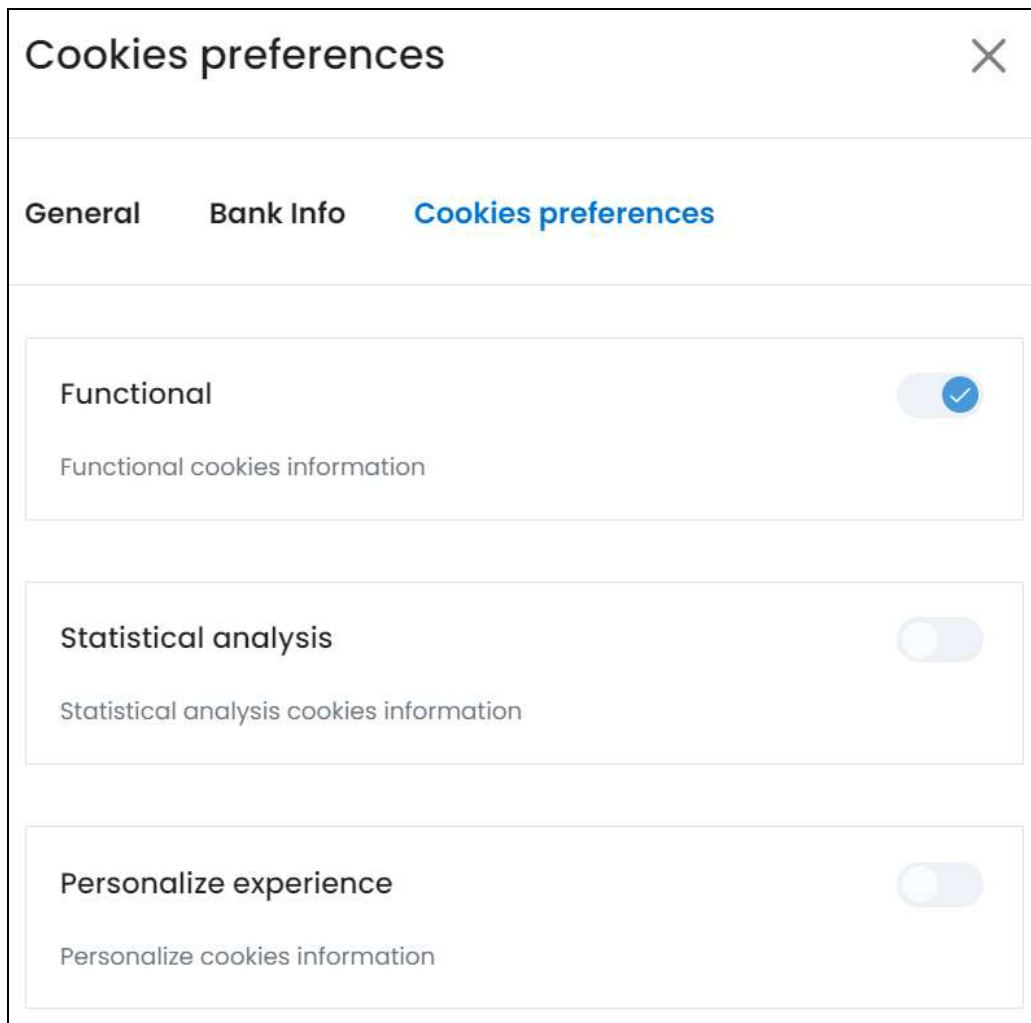 Cookies preferences
General Bank Info Cookies preferences
Functional
Functional cookies information
Statistical analysis
Statistical analysis cookies information
Personalize experience
Personalize cookies information